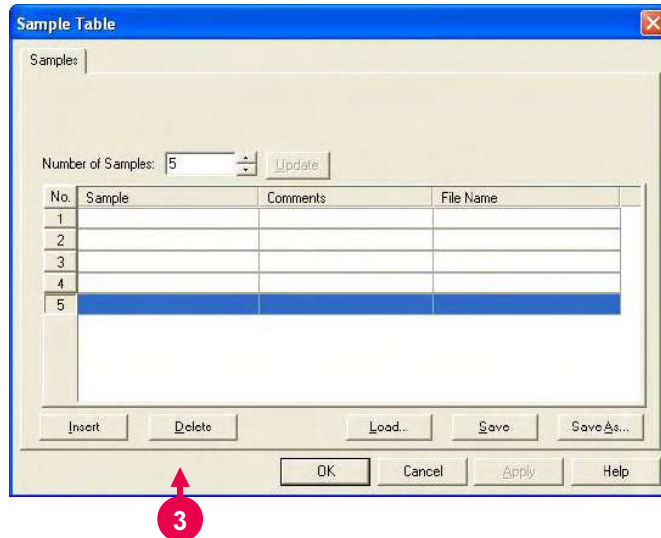 Sample Table
Samples
Number of Samples: 5 Update
No. Sample Comments File Name
1
2
3
4
5
Insert Delete Load... Save Save As...
OK Cancel Apply Help
3